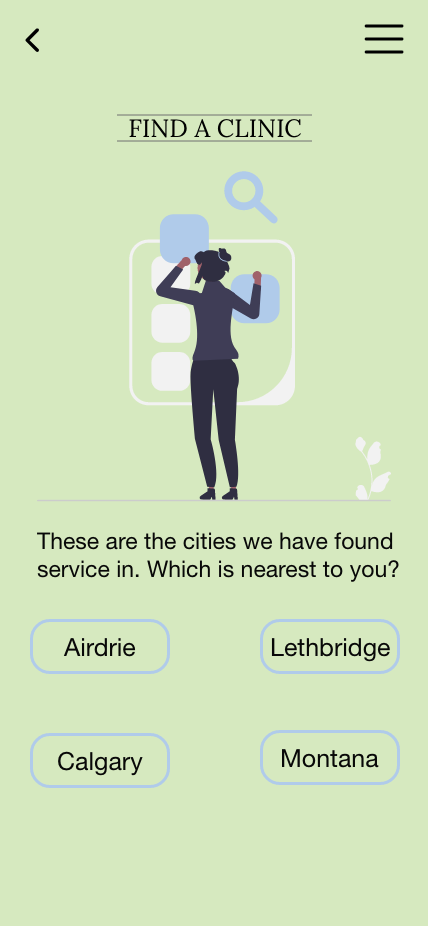 FIND A CLINIC
These are the cities we have found
service in. Which is nearest to you?
Airdrie
Lethbridge
Calgary
Montana